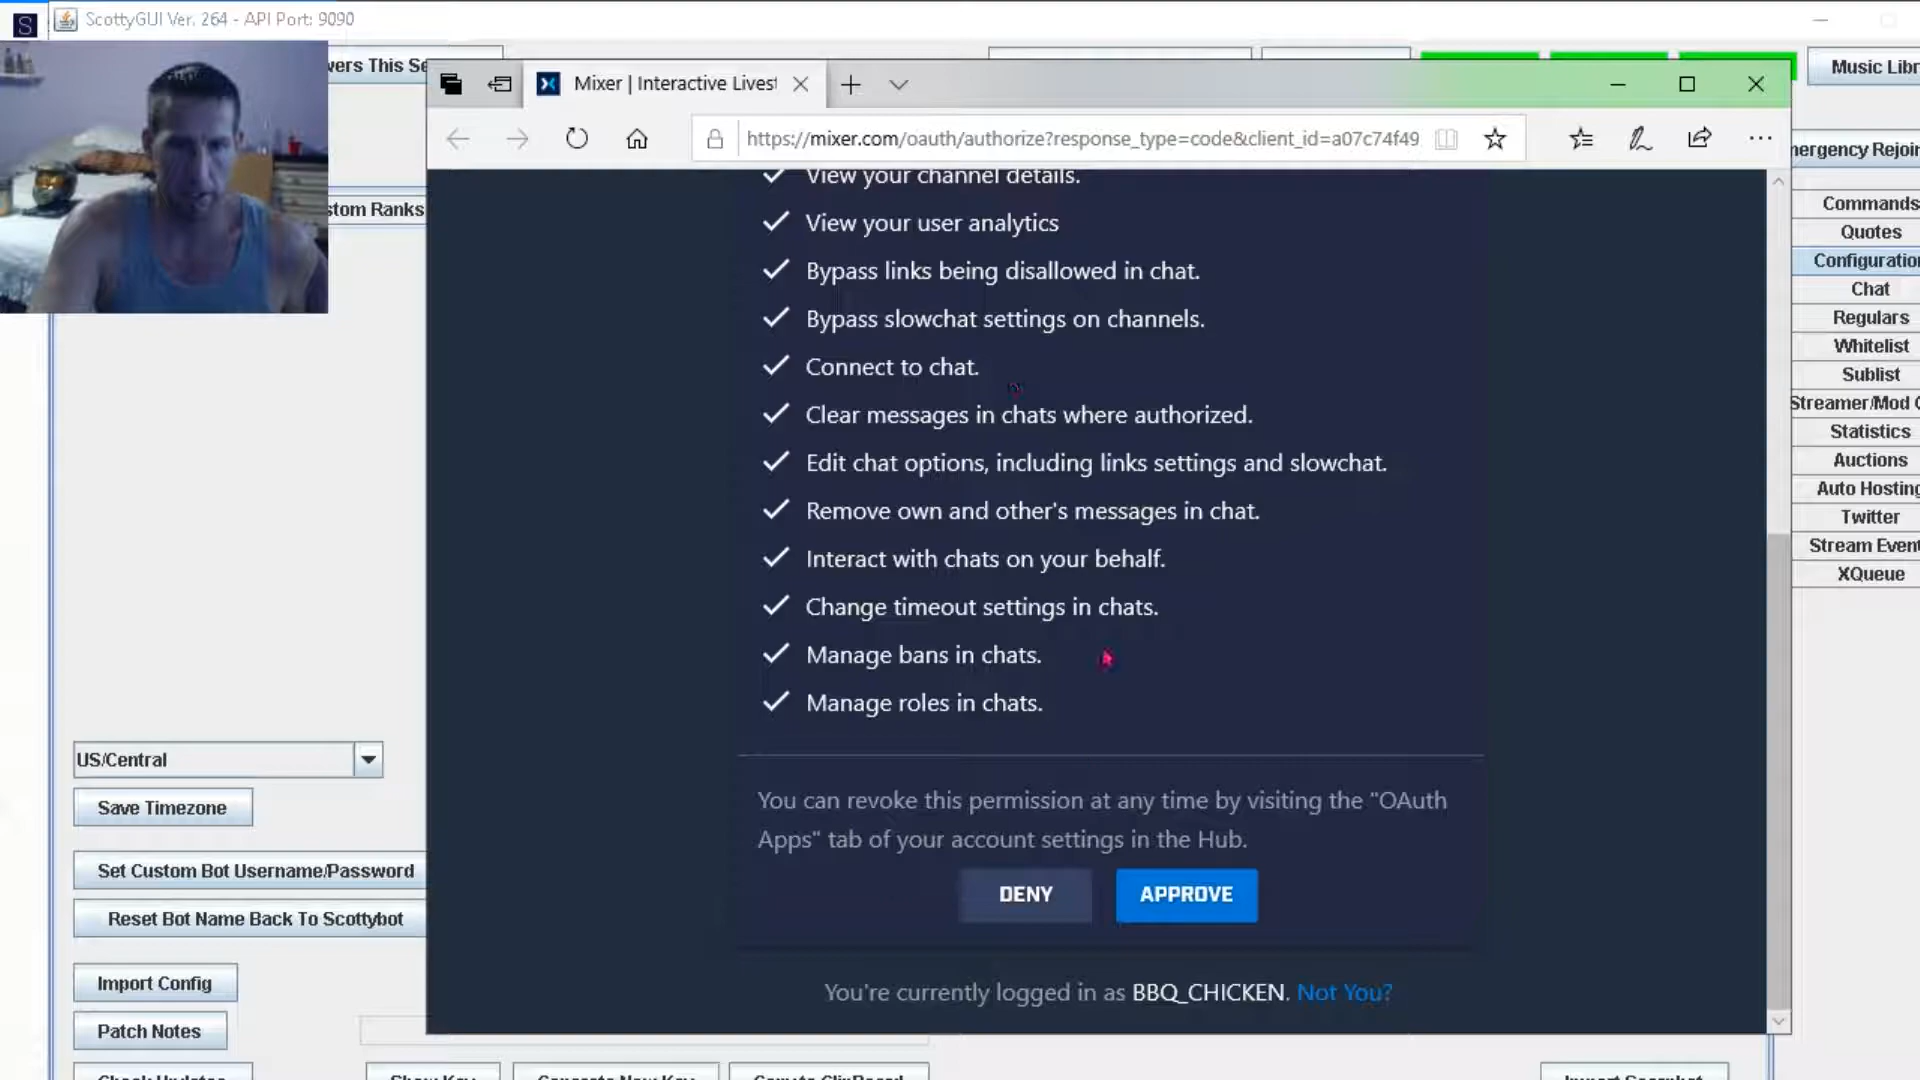 S ScottyGUI Ver. 264 - API Port: 9090
Mixer | Interactive Lives
https://mixer.com/oauth/authorize?response_type=code&client_id=a07c74f49
Music Libr
Commands
Quotes
Configuration
Chat
Regulars
Whitelist
Sublist
Streamer/Mod
Statistics
Auctions
Auto Hosting
Twitter
Stream Event
XQueue
stom Ranks
View your channel details.
View your user analytics
Bypass links being disallowed in chat.
Bypass slowchat settings on channels.
Connect to chat.
Clear messages in chats where authorized.
Edit chat options, including links settings and slowchat.
Remove own and other's messages in chat.
Interact with chats on your behalf.
Change timeout settings in chats.
Manage bans in chats.
Manage roles in chats.
You can revoke this permission at any time by visiting the "OAuth
Apps" tab of your account settings in the Hub.
DENY APPROVE
You're currently logged in as BBQ_CHICKEN. Not You?
US/Central
Save Timezone
Set Custom Bot Username/Password
Reset Bot Name Back To Scottybot
Import Config
Patch Notes